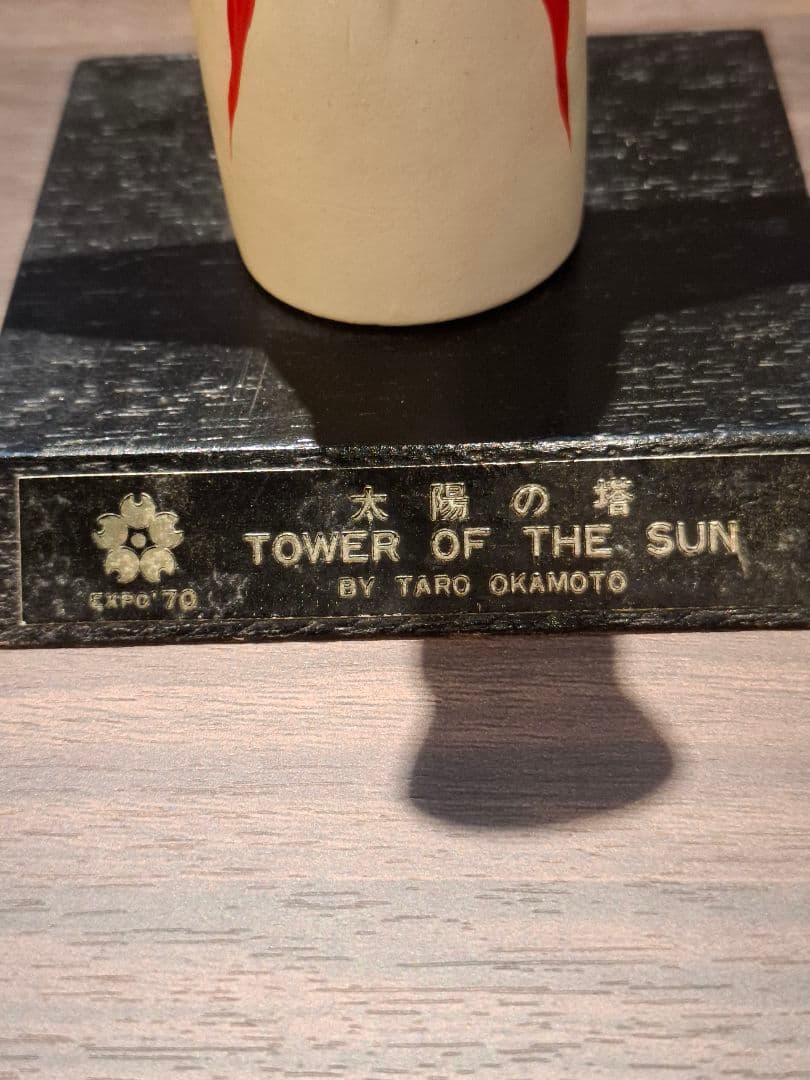 太陽の塔
TOWER OF THE SUN
BY TARO OKAMOTO
EXPO'70